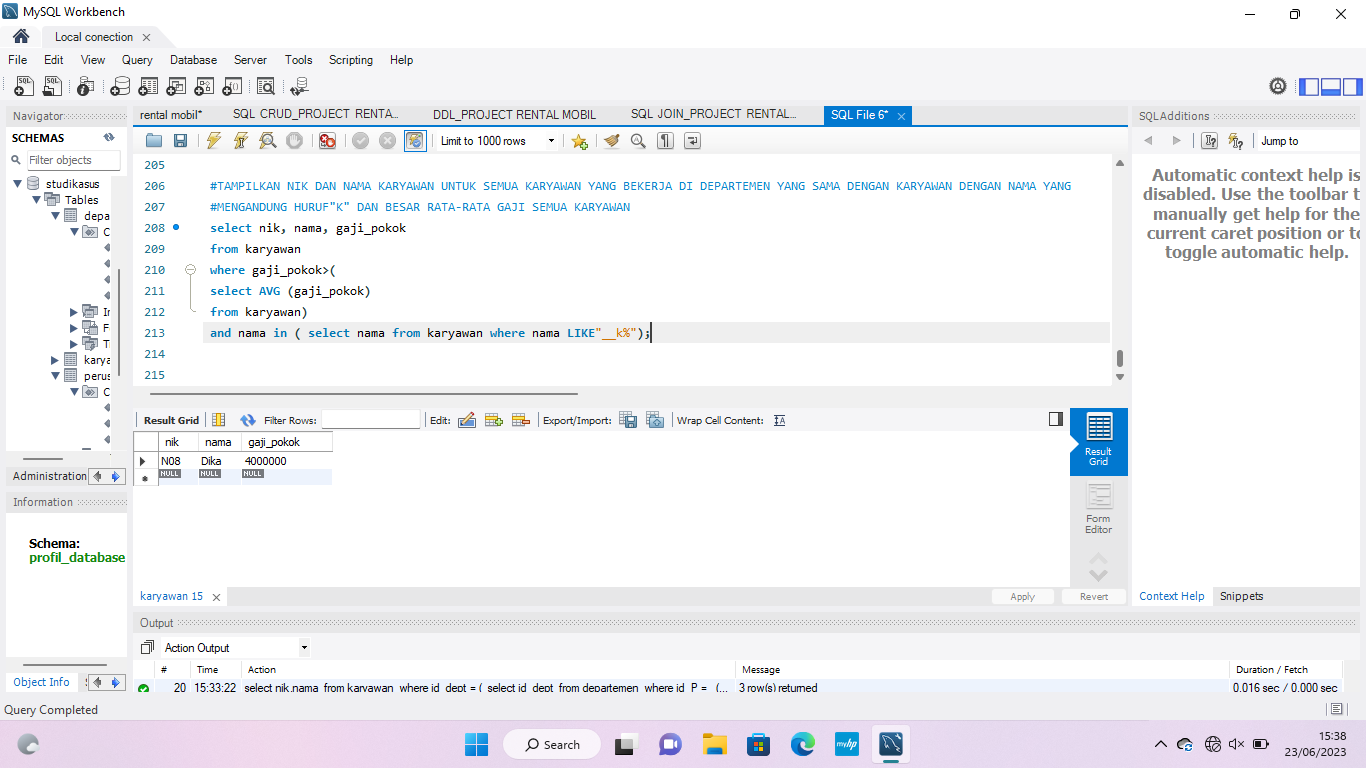 MySQL Workbench
Local conection
File Edit View Query Database Server Tools Scripting Help
Navigator
SCHEMAS
Filter objects
studikasus
Tables
depa
C
In
F
T
karya
perus
C
Administration
Information
Schema:
profil_database
Object Info
rental mobil* SQL CRUD_PROJECT RENTA... DDL_PROJECT RENTAL MOBIL SQL JOIN_PROJECT RENTAL... SQL File 6*
Limit to 1000 rows
205
206 #TAMPILKAN NIK DAN NAMA KARYAWAN UNTUK SEMUA KARYAWAN YANG BEKERJA DI DEPARTEMEN YANG SAMA DENGAN KARYAWAN DENGAN NAMA YANG
207 #MENGANDUNG HURUF"K" DAN BESAR RATA-RATA GAJI SEMUA KARYAWAN
208 select nik, nama, gaji_pokok
209 from karyawan
210 where gaji_pokok>(
211 select AVG (gaji_pokok)
212 from karyawan)
213 and nama in ( select nama from karyawan where nama LIKE"__k%");
214
215
Result Grid Filter Rows: Edit: Export/Import: Wrap Cell Content:
nik nama gaji_pokok
N08 Dika 4000000
NULL NULL NULL
Result
Grid
Form
Editor
karyawan 15
Apply Revert
Output
Action Output
# Time Action Message Duration / Fetch
20 15:33:22 select nik,nama from karyawan where id_dept = ( select id_dept from departemen where id_P = (... 3 row(s) returned 0.016 sec / 0.000 sec
SQLAdditions
Jump to
Automatic context help is
disabled. Use the toolbar t
manually get help for the
current caret position or to
toggle automatic help.
Context Help Snippets
Query Completed
Search
myhp
15:38
23/06/2023